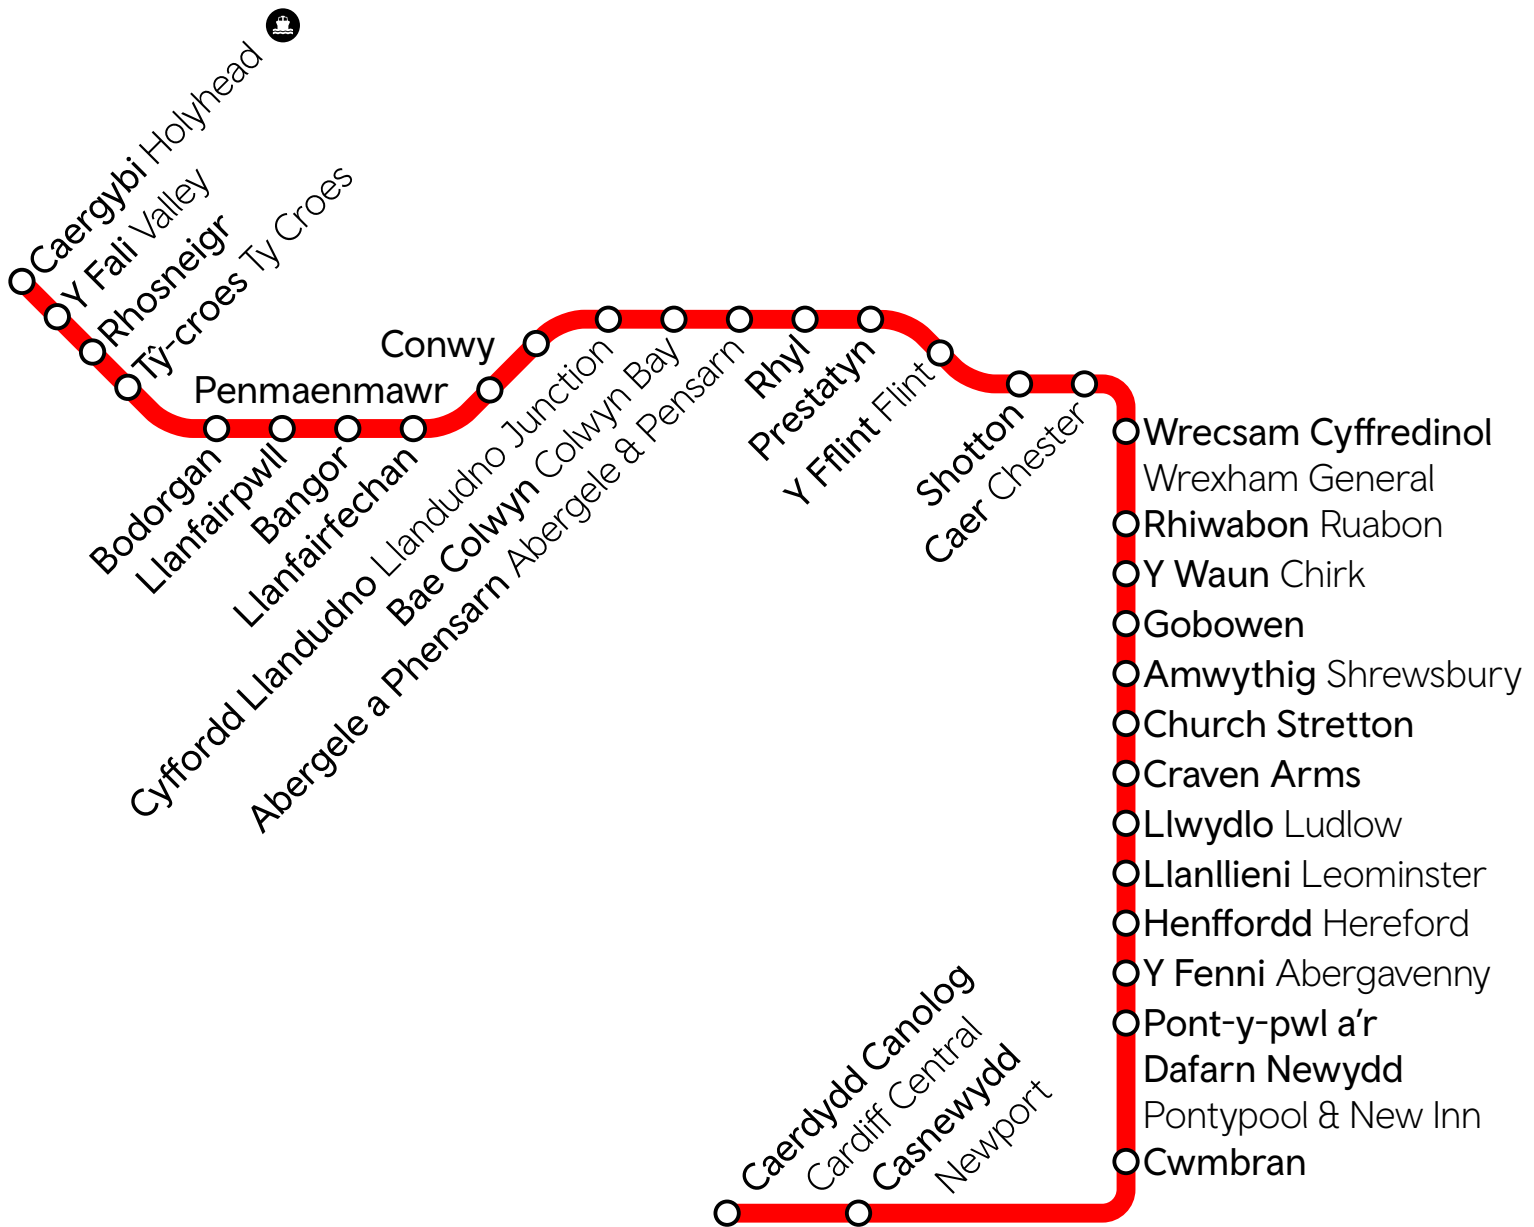 Caergybi Holyhead
Y Fali Valley
Rhosneigr
Tŷ-croes Ty Croes
Bodorgan
Llanfairpwll
Bangor
Llanfairfechan
Penmaenmawr
Conwy
Cyffordd Llandudno Llandudno Junction
Bae Colwyn Colwyn Bay
Abergele a Phensarn Abergele & Pensarn
Rhyl
Prestatyn
Y Fflint Flint
Shotton
Caer Chester
Wrecsam Cyffredinol
Wrexham General
Rhiwabon Ruabon
Y Waun Chirk
Gobowen
Amwythig Shrewsbury
Church Stretton
Craven Arms
Llwydlo Ludlow
Llanllieni Leominster
Henffordd Hereford
Y Fenni Abergavenny
Pont-y-pwl a’r
Dafarn Newydd
Pontypool & New Inn
Cwmbran
Casnewydd
Newport
Caerdydd Canolog
Cardiff Central